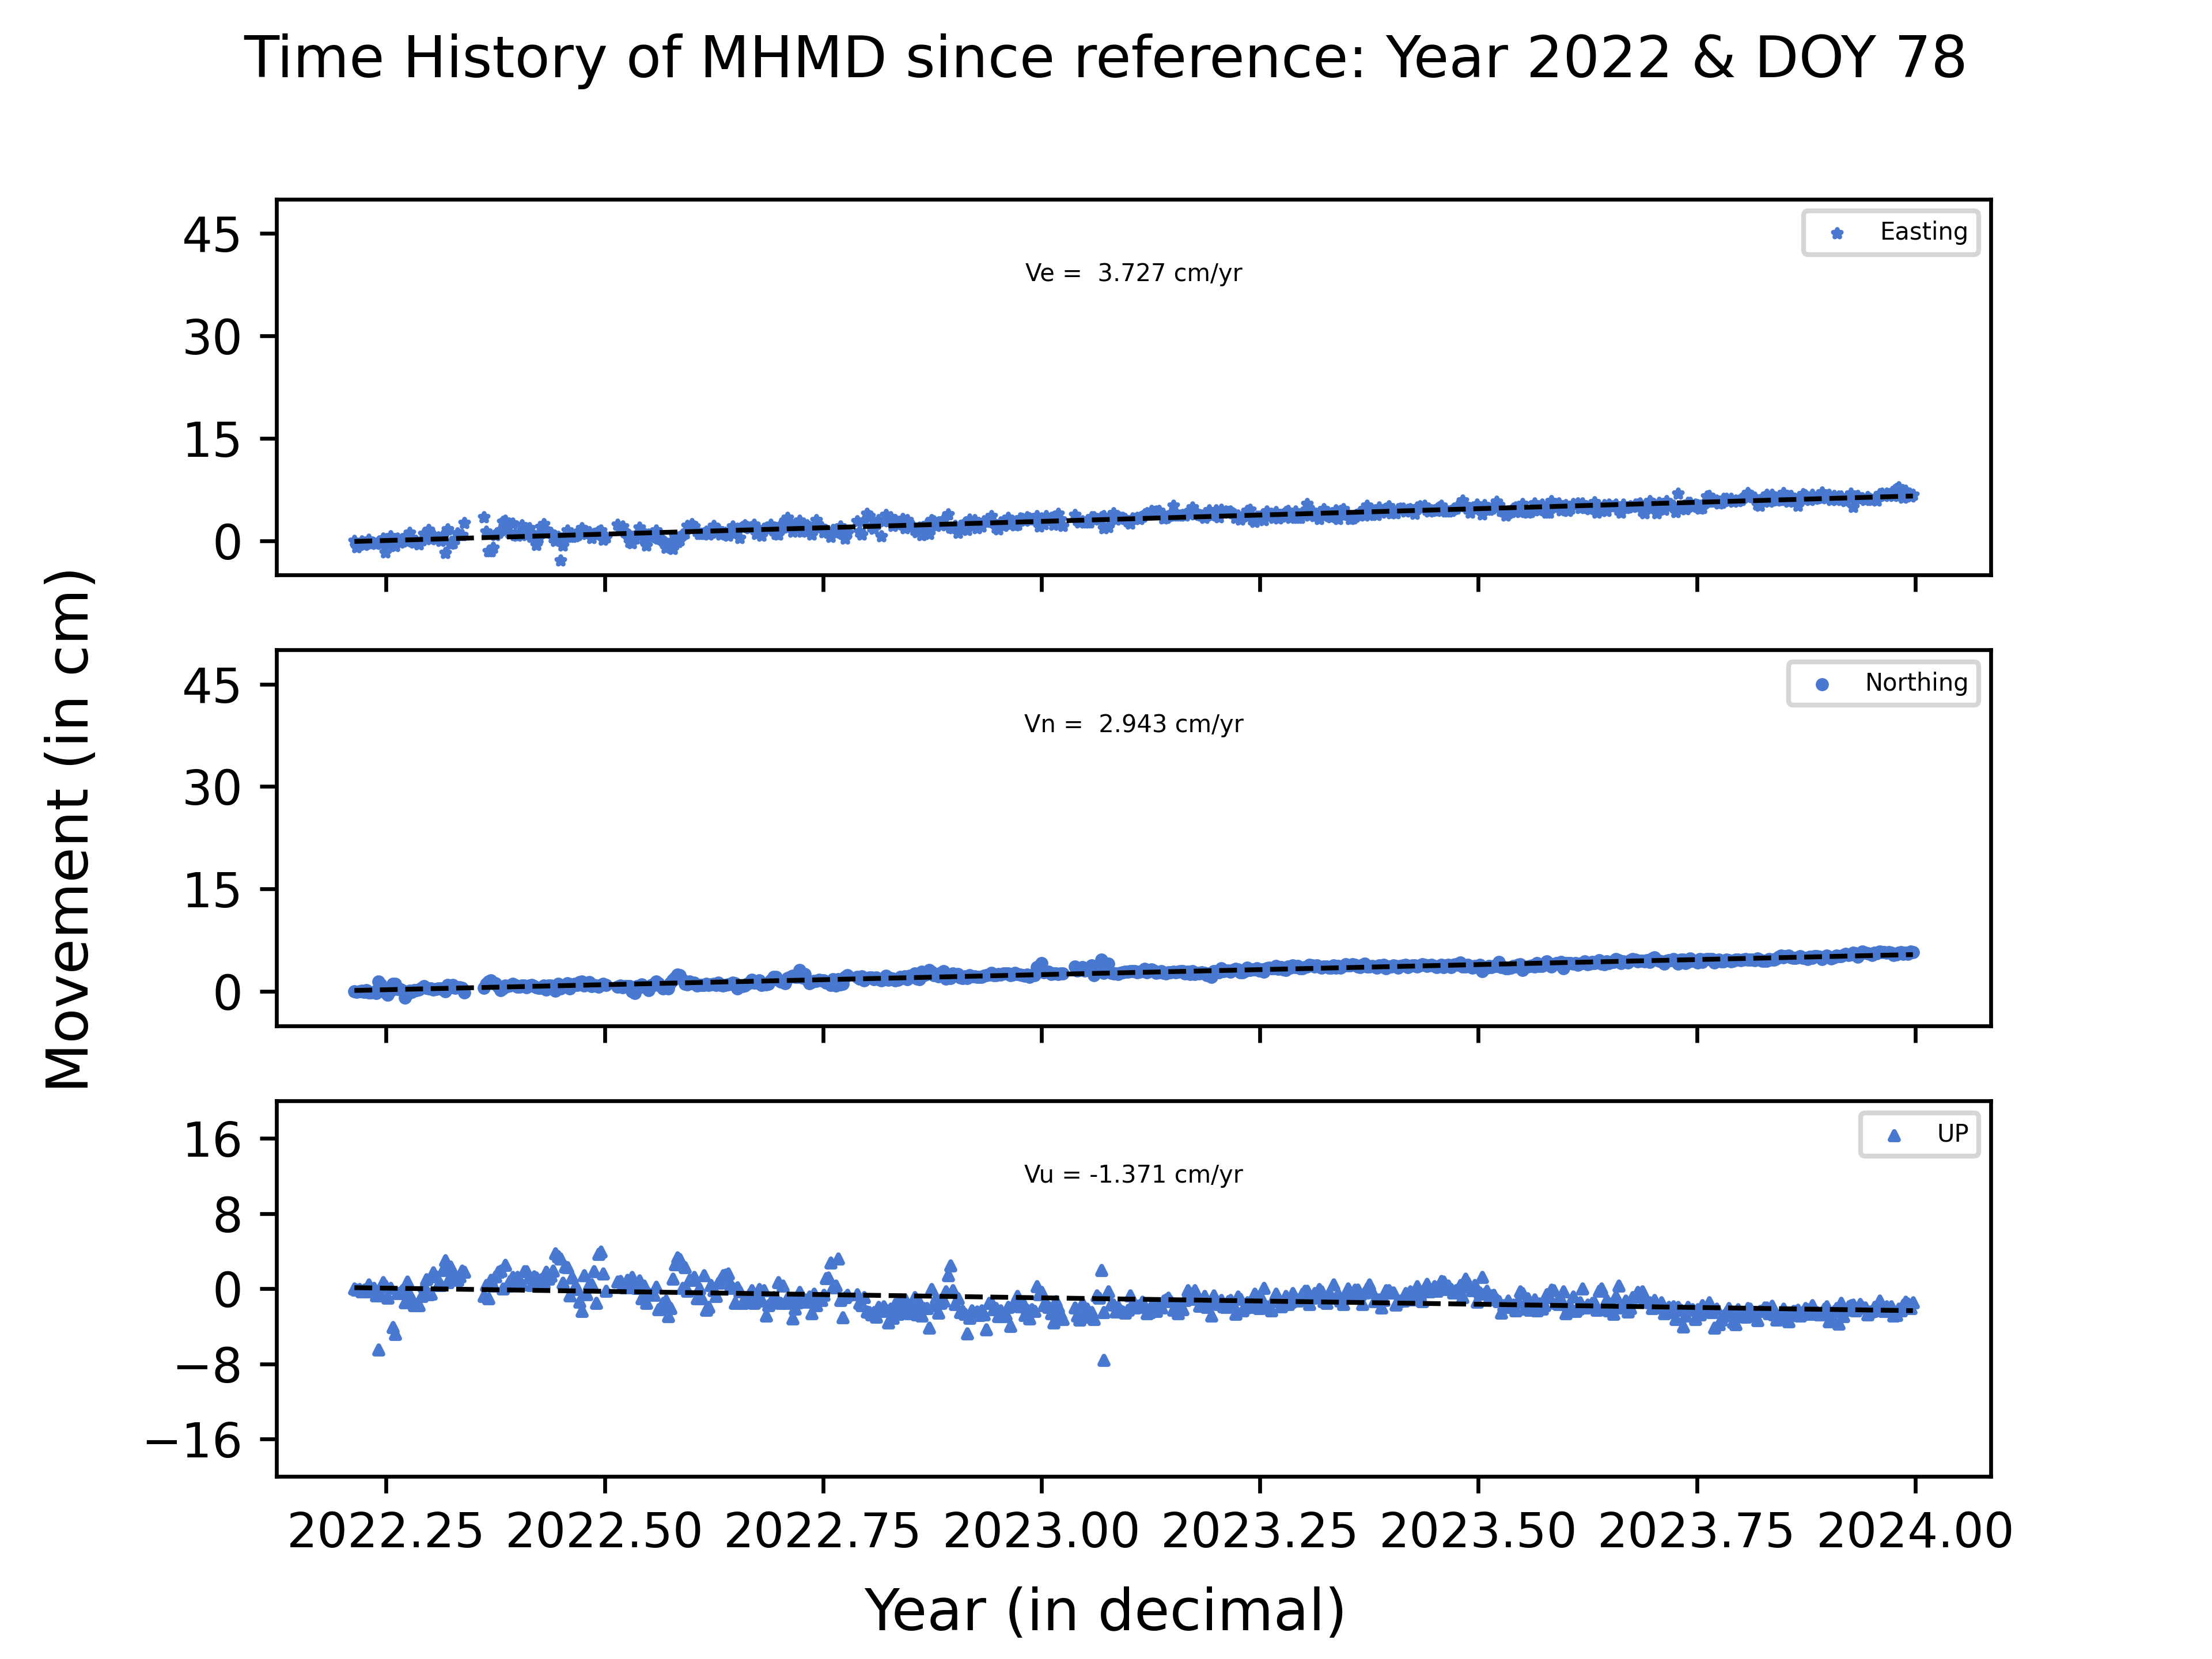 Time History of MHMD since reference: Year 2022 & DOY 78
45
30
15
0
Ve =  3.727 cm/yr
Easting
Movement (in cm)
45
30
15
0
Vn =  2.943 cm/yr
Northing
16
8
0
−8
−16
Vu = -1.371 cm/yr
UP
2022.25 2022.50 2022.75 2023.00 2023.25 2023.50 2023.75 2024.00
Year (in decimal)